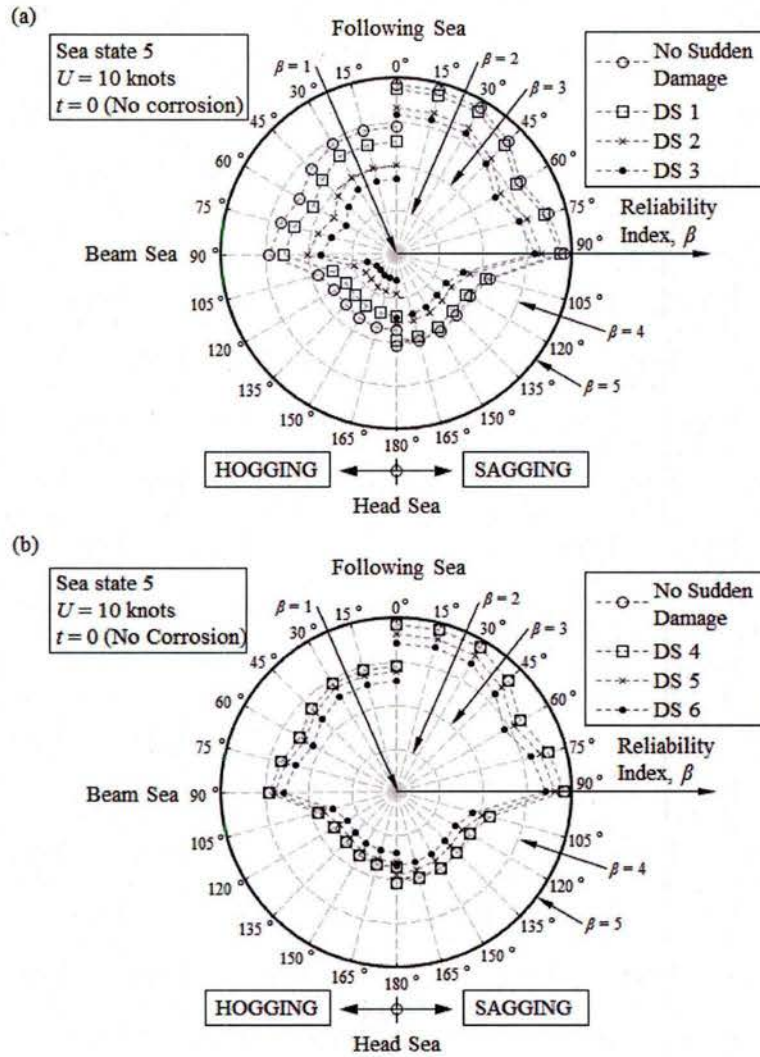 (a)
Sea state 5
U = 10 knots
t = 0 (No corrosion)
Following Sea
β = 1
β = 2
β = 3
β = 4
β = 5
No Sudden
Damage
DS 1
DS 2
DS 3
Reliability
Index, β
Beam Sea
0°
15°
30°
45°
60°
75°
90°
105°
120°
135°
150°
165°
180°
15°
30°
45°
60°
75°
90°
105°
120°
135°
150°
165°
HOGGING
SAGGING
Head Sea
(b)
Sea state 5
U = 10 knots
t = 0 (No Corrosion)
Following Sea
β = 1
β = 2
β = 3
β = 4
β = 5
No Sudden
Damage
DS 4
DS 5
DS 6
Reliability
Index, β
Beam Sea
0°
15°
30°
45°
60°
75°
90°
105°
120°
135°
150°
165°
180°
15°
30°
45°
60°
75°
90°
105°
120°
135°
150°
165°
HOGGING
SAGGING
Head Sea